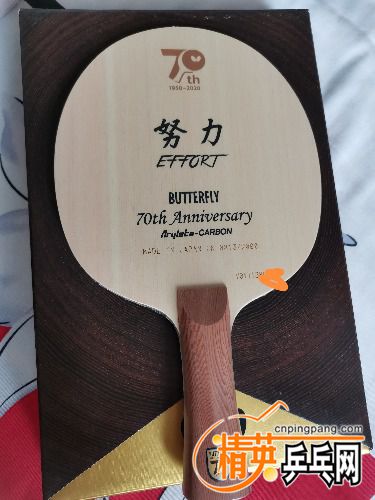 70th
1950-2020
努力
EFFORT
BUTTERFLY
70th Anniversary
Arylate-CARBON
cnpingpang.com
精英乒乓网